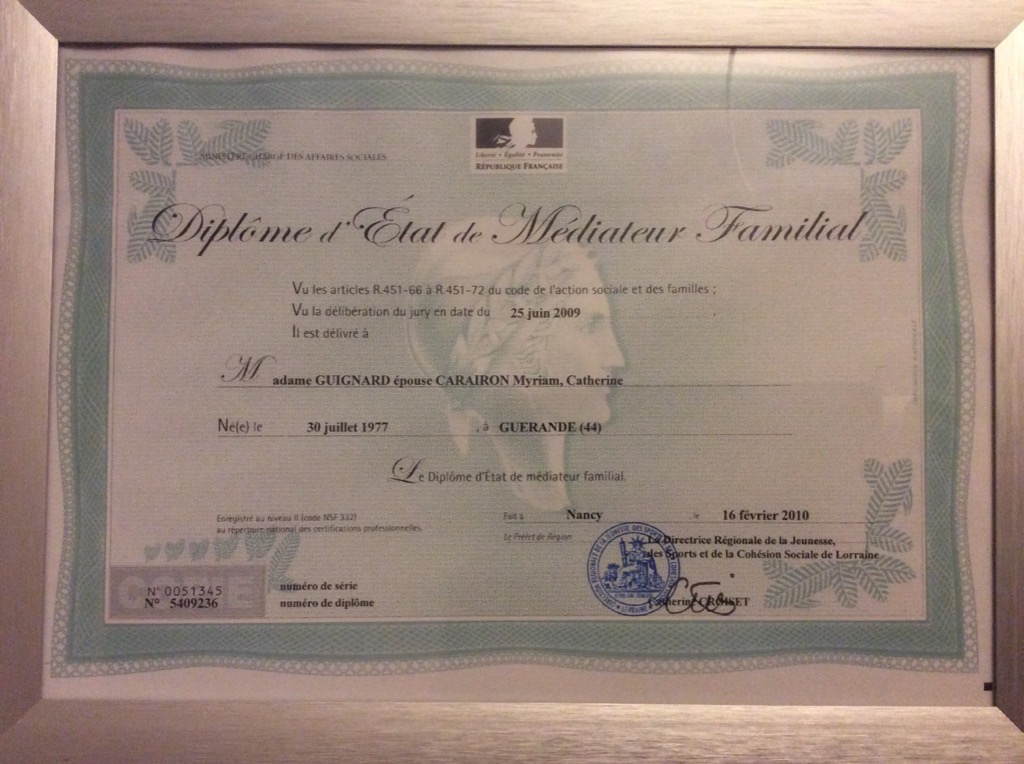 MINISTÈRE CHARGÉ DES AFFAIRES SOCIALES
Liberté • Égalité • Fraternité
RÉPUBLIQUE FRANÇAISE
Diplôme d'État de Médiateur Familial
Vu les articles R.451-66 à R.451-72 du code de l'action sociale et des familles ;
Vu la délibération du jury en date du 25 juin 2009
Il est délivré à
Madame GUIGNARD épouse CARAIRON Myriam, Catherine
Né(e) le 30 juillet 1977 , à GUERANDE (44)
Le Diplôme d'État de médiateur familial.
Enregistré au niveau II (code NSF 332)
au répertoire national des certifications professionnelles.
Fait à Nancy le 16 février 2010
Le Préfet de Région
La Directrice Régionale de la Jeunesse,
des Sports et de la Cohésion Sociale de Lorraine
N° 0051345 numéro de série
N° 5409236 numéro de diplôme
Catherine CROISET